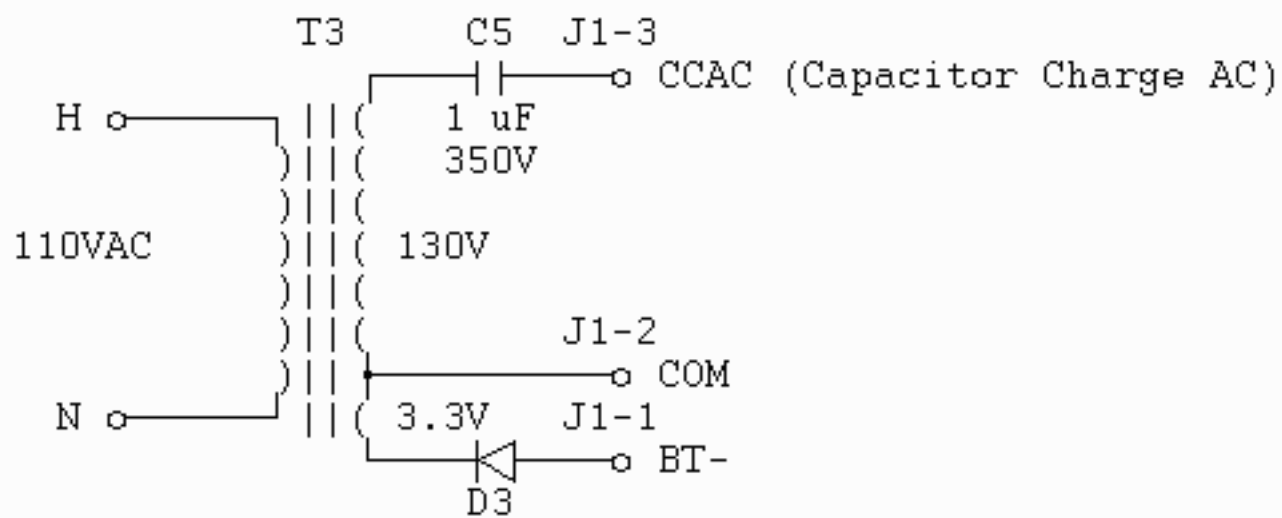 T3 C5 J1-3
CCAC (Capacitor Charge AC)
H 1 uF
350V
110VAC 130V
J1-2
COM
N 3.3V J1-1
BT-
D3